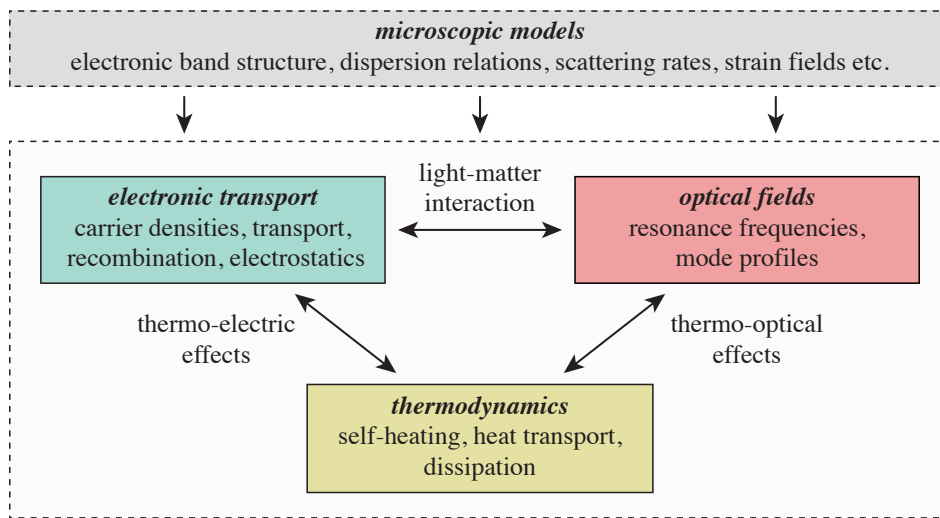 microscopic models
electronic band structure, dispersion relations, scattering rates, strain fields etc.
light-matter
interaction
electronic transport
carrier densities, transport,
recombination, electrostatics
optical fields
resonance frequencies,
mode profiles
thermo-electric
effects
thermo-optical
effects
thermodynamics
self-heating, heat transport,
dissipation